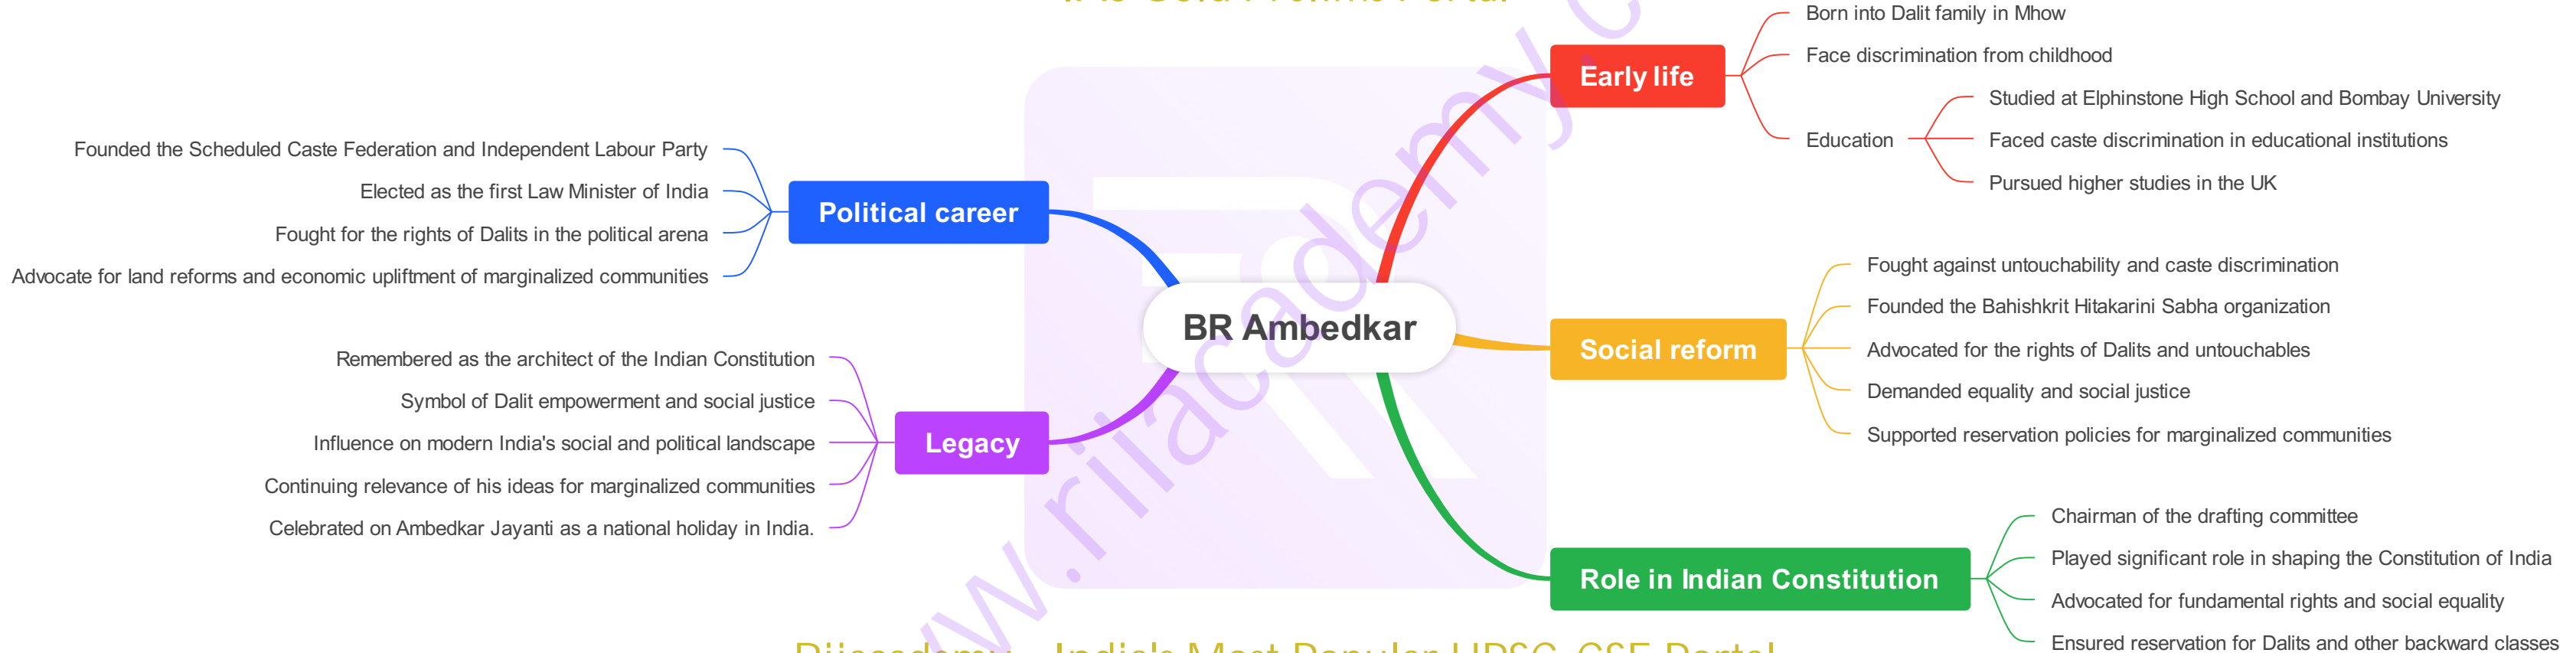 Born into Dalit family in Mhow
Early life
Face discrimination from childhood
Education
Studied at Elphinstone High School and Bombay University
Faced caste discrimination in educational institutions
Pursued higher studies in the UK
Founded the Scheduled Caste Federation and Independent Labour Party
Elected as the first Law Minister of India
Political career
Fought for the rights of Dalits in the political arena
Advocate for land reforms and economic upliftment of marginalized communities
BR Ambedkar
Fought against untouchability and caste discrimination
Founded the Bahishkrit Hitakarini Sabha organization
Social reform
Advocated for the rights of Dalits and untouchables
Demanded equality and social justice
Supported reservation policies for marginalized communities
Remembered as the architect of the Indian Constitution
Symbol of Dalit empowerment and social justice
Legacy
Influence on modern India's social and political landscape
Continuing relevance of his ideas for marginalized communities
Celebrated on Ambedkar Jayanti as a national holiday in India.
Role in Indian Constitution
Chairman of the drafting committee
Played significant role in shaping the Constitution of India
Advocated for fundamental rights and social equality
Ensured reservation for Dalits and other backward classes
Rijacademy - India's Most Popular UPSC-CSE Portal